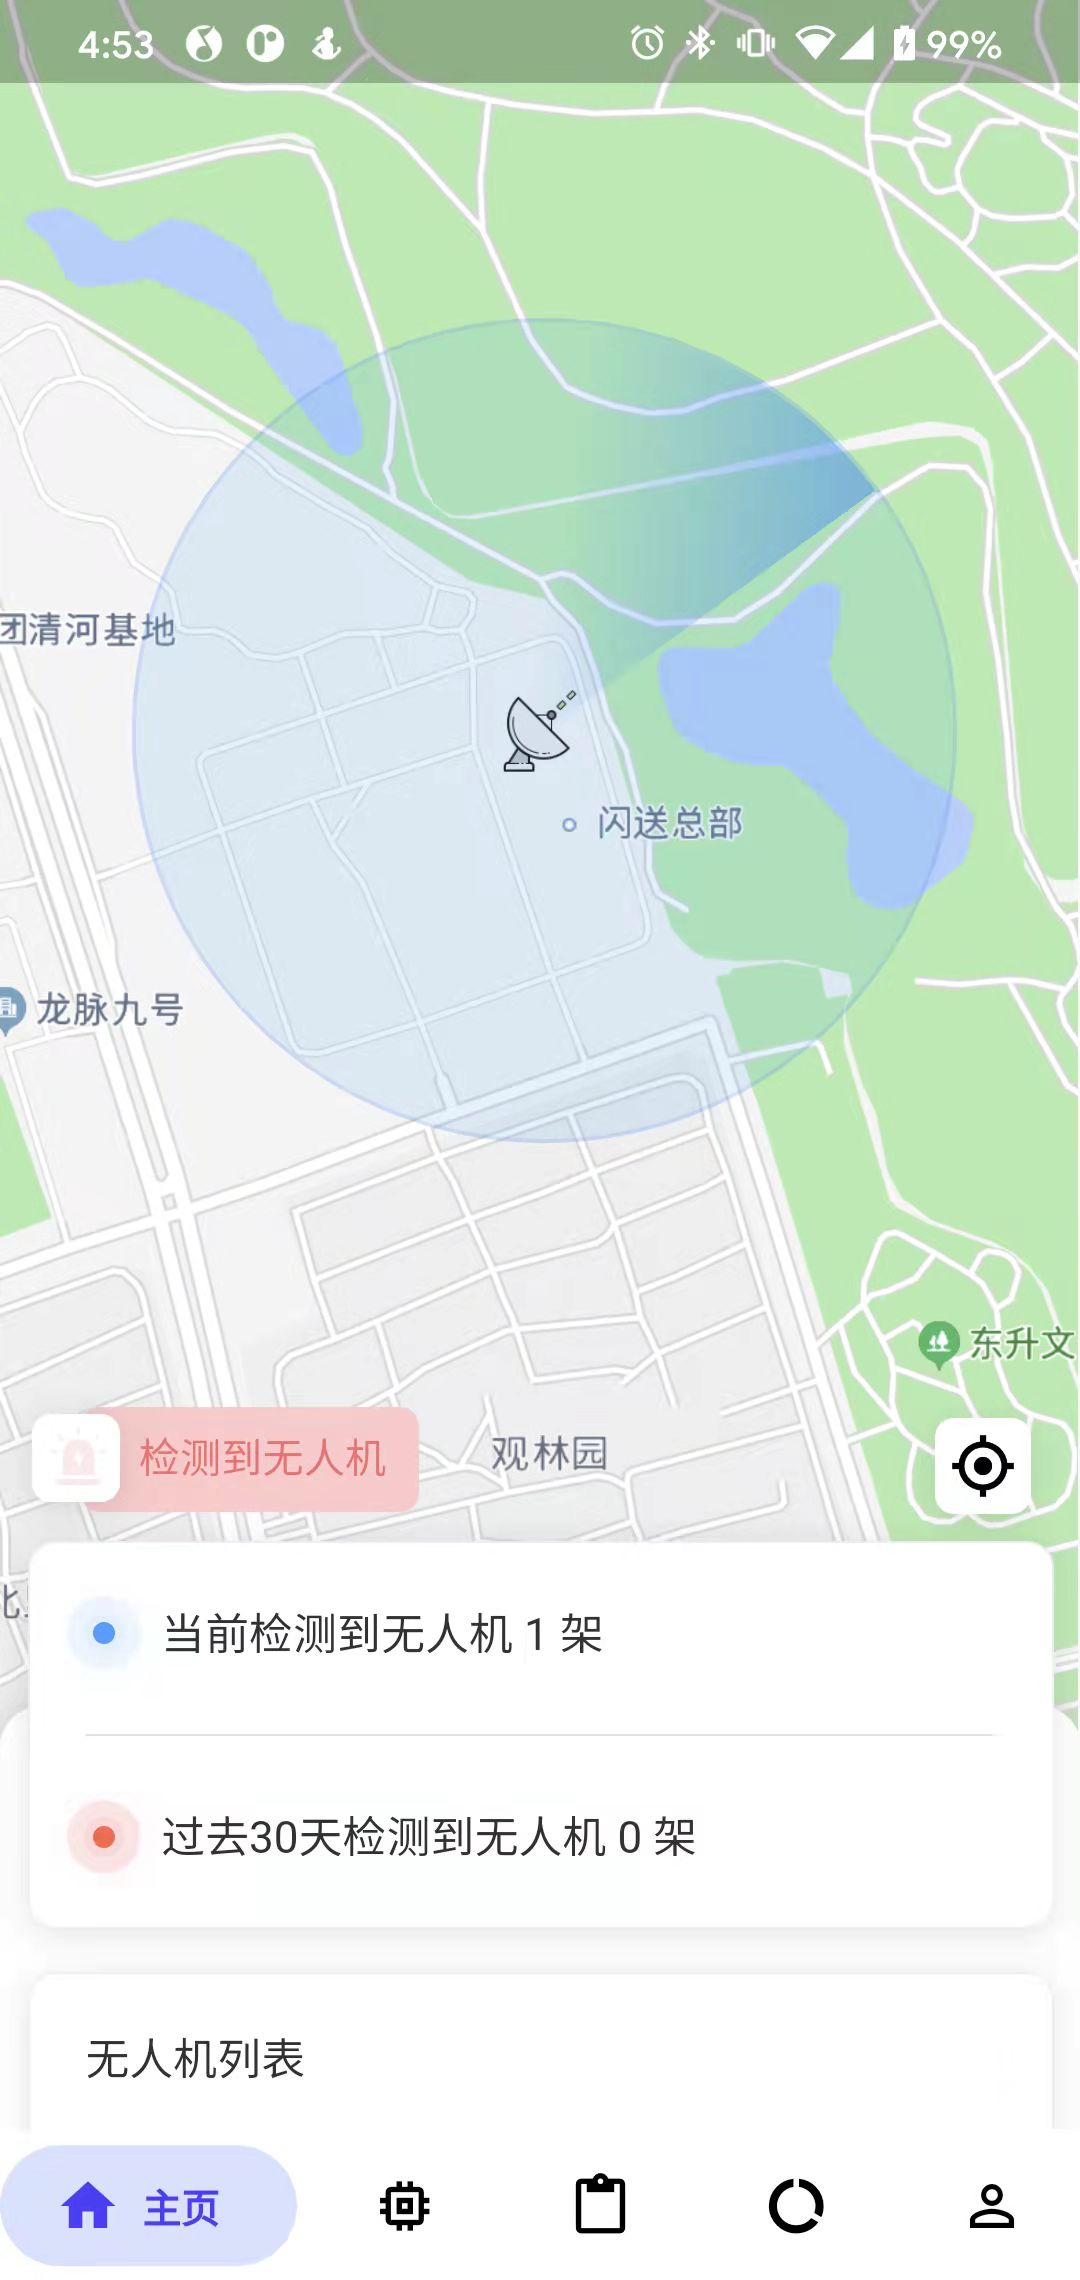 4:53
99%
团清河基地
闪送总部
龙脉九号
东升文
检测到无人机
观林园
当前检测到无人机 1 架
过去30天检测到无人机 0 架
无人机列表
主页